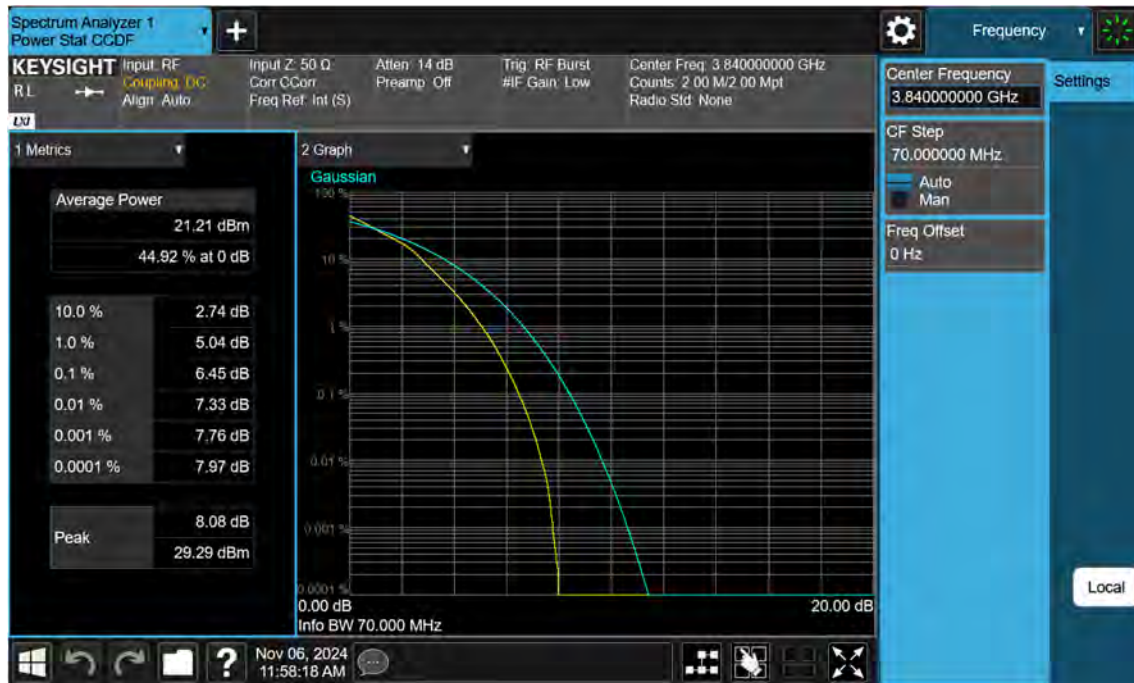 Spectrum Analyzer 1
Power Stat CCDF
Frequency
KEYSIGHT
R L
LXI
Input: RF
Coupling: DC
Align: Auto
Input Z: 50 Ω
Corr CCorr
Freq Ref: Int (S)
Atten: 14 dB
Preamp: Off
Trig: RF Burst
#IF Gain: Low
Center Freq: 3.840000000 GHz
Counts: 2.00 M/2.00 Mpt
Radio Std: None
Center Frequency
3.840000000 GHz
Settings
CF Step
70.000000 MHz
Auto
Man
Freq Offset
0 Hz
1 Metrics
Average Power
21.21 dBm
44.92 % at 0 dB
10.0 % 2.74 dB
1.0 % 5.04 dB
0.1 % 6.45 dB
0.01 % 7.33 dB
0.001 % 7.76 dB
0.0001 % 7.97 dB
Peak
8.08 dB
29.29 dBm
2 Graph
Gaussian
100 %
10 %
1 %
0.1 %
0.01 %
0.001 %
0.0001 %
0.00 dB 20.00 dB
Info BW 70.000 MHz
Local
?
Nov 06, 2024
11:58:18 AM